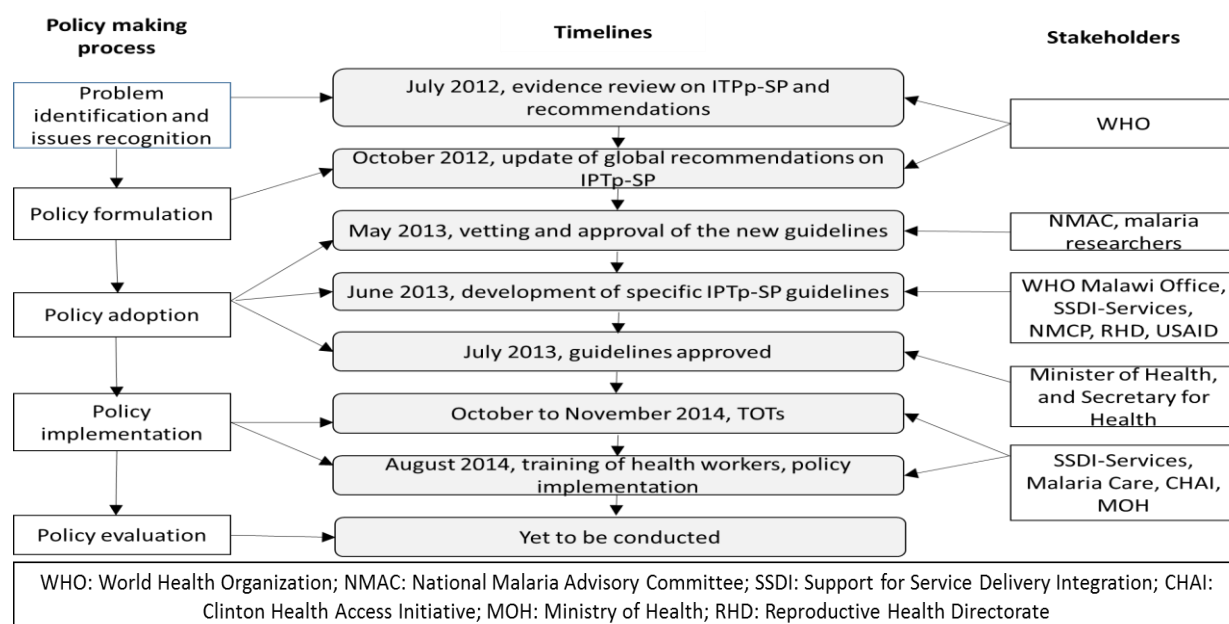 Policy making
process
Timelines
Stakeholders
Problem
identification and
issues recognition
Policy formulation
Policy adoption
Policy
implementation
Policy evaluation
July 2012, evidence review on ITPp-SP and
recommendations
October 2012, update of global recommendations on
IPTp-SP
May 2013, vetting and approval of the new guidelines
June 2013, development of specific IPTp-SP guidelines
July 2013, guidelines approved
October to November 2014, TOTs
August 2014, training of health workers, policy
implementation
Yet to be conducted
WHO
NMAC, malaria
researchers
WHO Malawi Office,
SSDI-Services,
NMCP, RHD, USAID
Minister of Health,
and Secretary for
Health
SSDI-Services,
Malaria Care, CHAI,
MOH
WHO: World Health Organization; NMAC: National Malaria Advisory Committee; SSDI: Support for Service Delivery Integration; CHAI:
Clinton Health Access Initiative; MOH: Ministry of Health; RHD: Reproductive Health Directorate